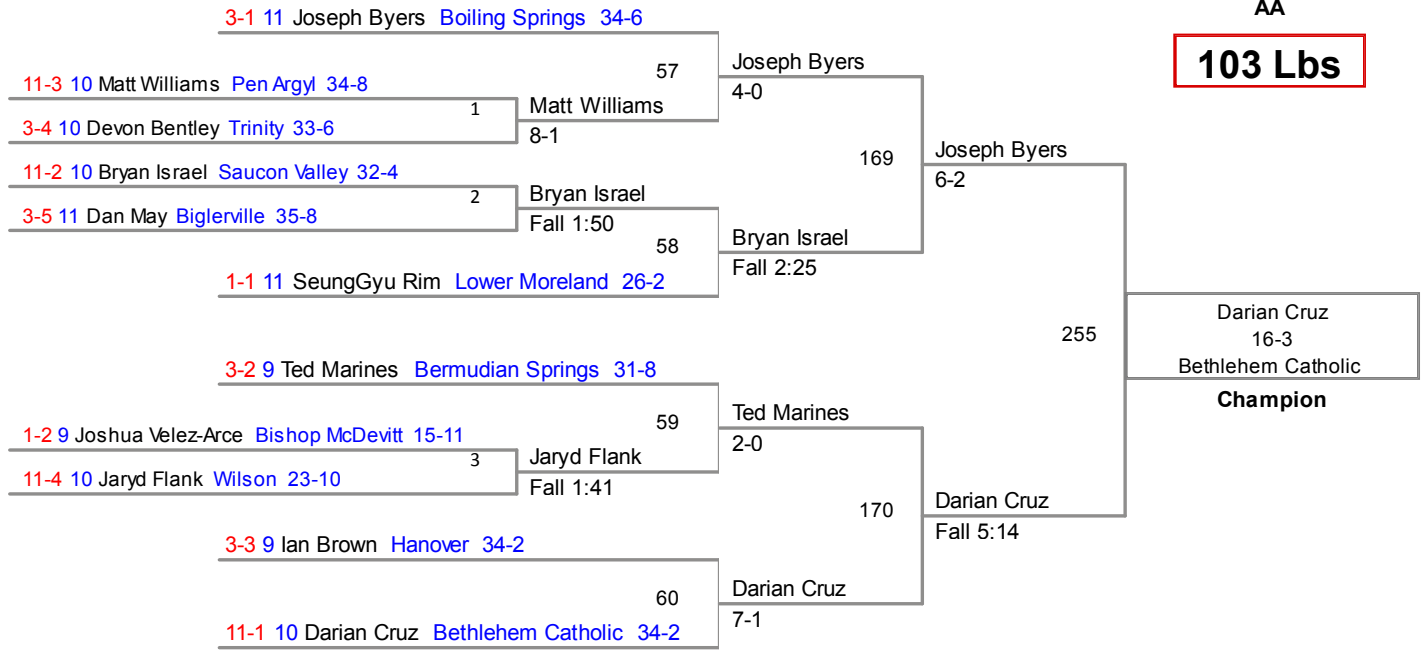 AA
103 Lbs
3-1 11 Joseph Byers Boiling Springs 34-6
57
Joseph Byers
4-0
11-3 10 Matt Williams Pen Argyl 34-8
1
Matt Williams
8-1
3-4 10 Devon Bentley Trinity 33-6
169
Joseph Byers
6-2
11-2 10 Bryan Israel Saucon Valley 32-4
2
Bryan Israel
Fall 1:50
3-5 11 Dan May Biglerville 35-8
58
Bryan Israel
Fall 2:25
1-1 11 SeungGyu Rim Lower Moreland 26-2
255
Darian Cruz
16-3
Bethlehem Catholic
Champion
3-2 9 Ted Marines Bermudian Springs 31-8
59
Ted Marines
2-0
1-2 9 Joshua Velez-Arce Bishop McDevitt 15-11
3
Jaryd Flank
Fall 1:41
11-4 10 Jaryd Flank Wilson 23-10
170
Darian Cruz
Fall 5:14
3-3 9 Ian Brown Hanover 34-2
60
Darian Cruz
7-1
11-1 10 Darian Cruz Bethlehem Catholic 34-2